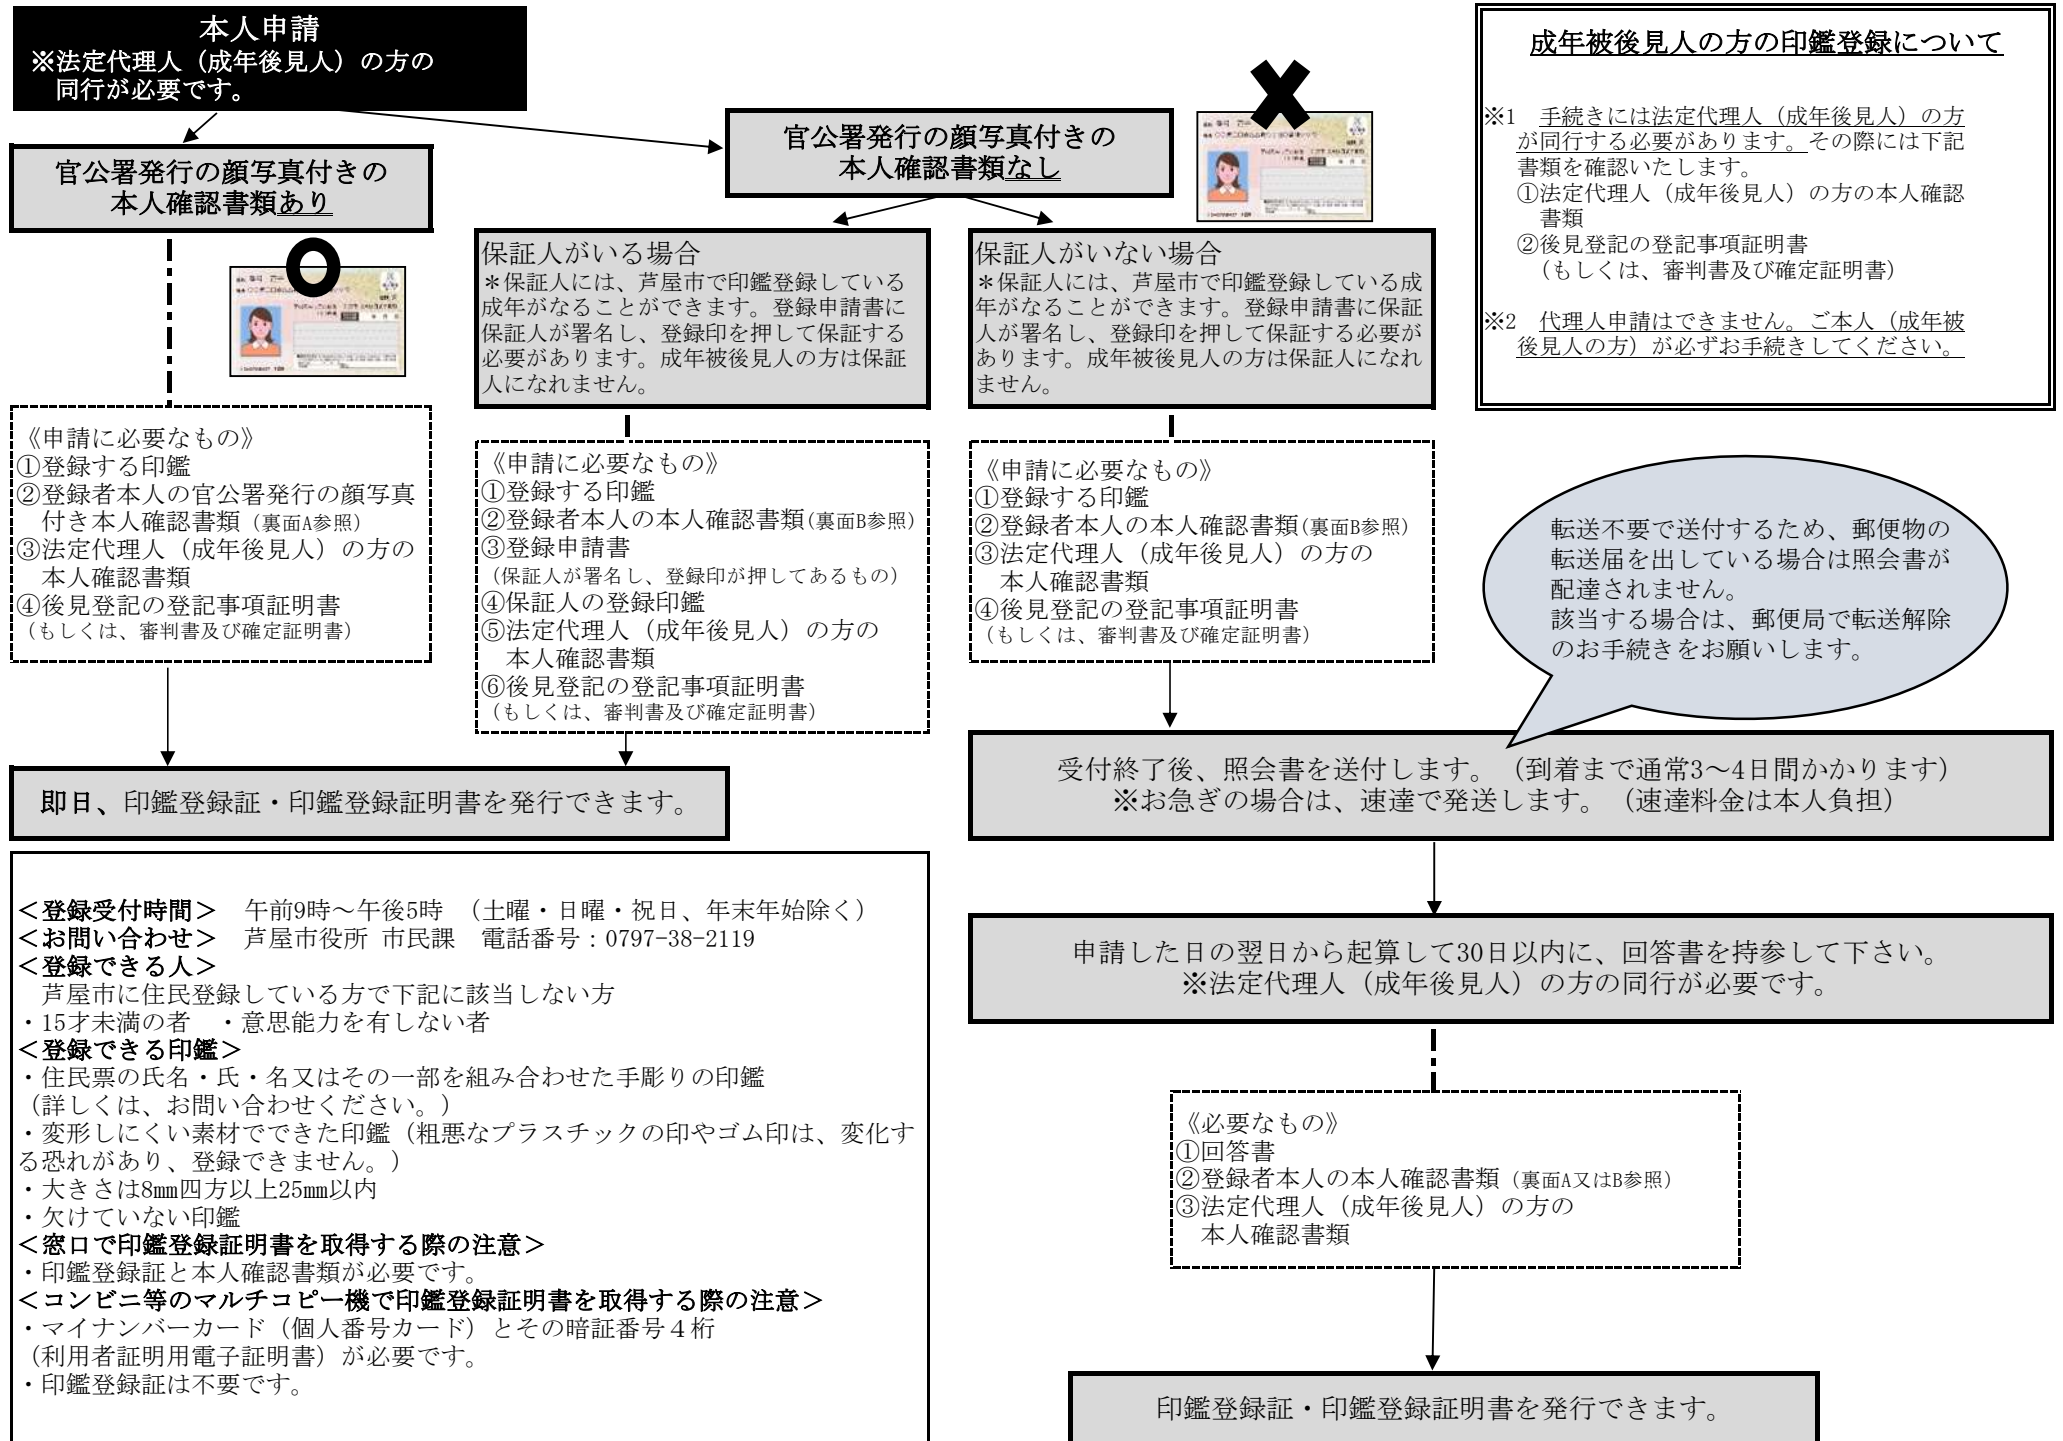 本人申請
※法定代理人（成年後見人）の方の
同行が必要です。
官公署発行の顔写真付きの
本人確認書類あり
官公署発行の顔写真付きの
本人確認書類なし
成年被後見人の方の印鑑登録について
※1　手続きには法定代理人（成年後見人）の方
が同行する必要があります。その際には下記
書類を確認いたします。
①法定代理人（成年後見人）の方の本人確認
書類
②後見登記の登記事項証明書
（もしくは、審判書及び確定証明書）
※2　代理人申請はできません。ご本人（成年被
後見人の方）が必ずお手続きしてください。
保証人がいる場合
＊保証人には、芦屋市で印鑑登録している
成年がなることができます。登録申請書に
保証人が署名し、登録印を押して保証する
必要があります。成年被後見人の方は保証
人になれません。
保証人がいない場合
＊保証人には、芦屋市で印鑑登録している成
年がなることができます。登録申請書に保証
人が署名し、登録印を押して保証する必要が
あります。成年被後見人の方は保証人になれ
ません。
《申請に必要なもの》
①登録する印鑑
②登録者本人の官公署発行の顔写真
付き本人確認書類（裏面A参照）
③法定代理人（成年後見人）の方の
本人確認書類
④後見登記の登記事項証明書
（もしくは、審判書及び確定証明書）
《申請に必要なもの》
①登録する印鑑
②登録者本人の本人確認書類(裏面B参照）
③登録申請書
（保証人が署名し、登録印が押してあるもの）
④保証人の登録印鑑
⑤法定代理人（成年後見人）の方の
本人確認書類
⑥後見登記の登記事項証明書
（もしくは、審判書及び確定証明書）
《申請に必要なもの》
①登録する印鑑
②登録者本人の本人確認書類(裏面B参照）
③法定代理人（成年後見人）の方の
本人確認書類
④後見登記の登記事項証明書
（もしくは、審判書及び確定証明書）
転送不要で送付するため、郵便物の
転送届を出している場合は照会書が
配達されません。
該当する場合は、郵便局で転送解除
のお手続きをお願いします。
即日、印鑑登録証・印鑑登録証明書を発行できます。
受付終了後、照会書を送付します。（到着まで通常3～4日間かかります）
※お急ぎの場合は、速達で発送します。（速達料金は本人負担）
申請した日の翌日から起算して30日以内に、回答書を持参して下さい。
※法定代理人（成年後見人）の方の同行が必要です。
《必要なもの》
①回答書
②登録者本人の本人確認書類（裏面A又はB参照）
③法定代理人（成年後見人）の方の
本人確認書類
印鑑登録証・印鑑登録証明書を発行できます。
＜登録受付時間＞　午前9時～午後5時　（土曜・日曜・祝日、年末年始除く）
＜お問い合わせ＞　芦屋市役所 市民課　電話番号：0797-38-2119
＜登録できる人＞
芦屋市に住民登録している方で下記に該当しない方
・15才未満の者　・意思能力を有しない者
＜登録できる印鑑＞
・住民票の氏名・氏・名又はその一部を組み合わせた手彫りの印鑑
（詳しくは、お問い合わせください。）
・変形しにくい素材でできた印鑑（粗悪なプラスチックの印やゴム印は、変化す
る恐れがあり、登録できません。）
・大きさは8㎜四方以上25㎜以内
・欠けていない印鑑
＜窓口で印鑑登録証明書を取得する際の注意＞
・印鑑登録証と本人確認書類が必要です。
＜コンビニ等のマルチコピー機で印鑑登録証明書を取得する際の注意＞
・マイナンバーカード（個人番号カード）とその暗証番号４桁
（利用者証明用電子証明書）が必要です。
・印鑑登録証は不要です。